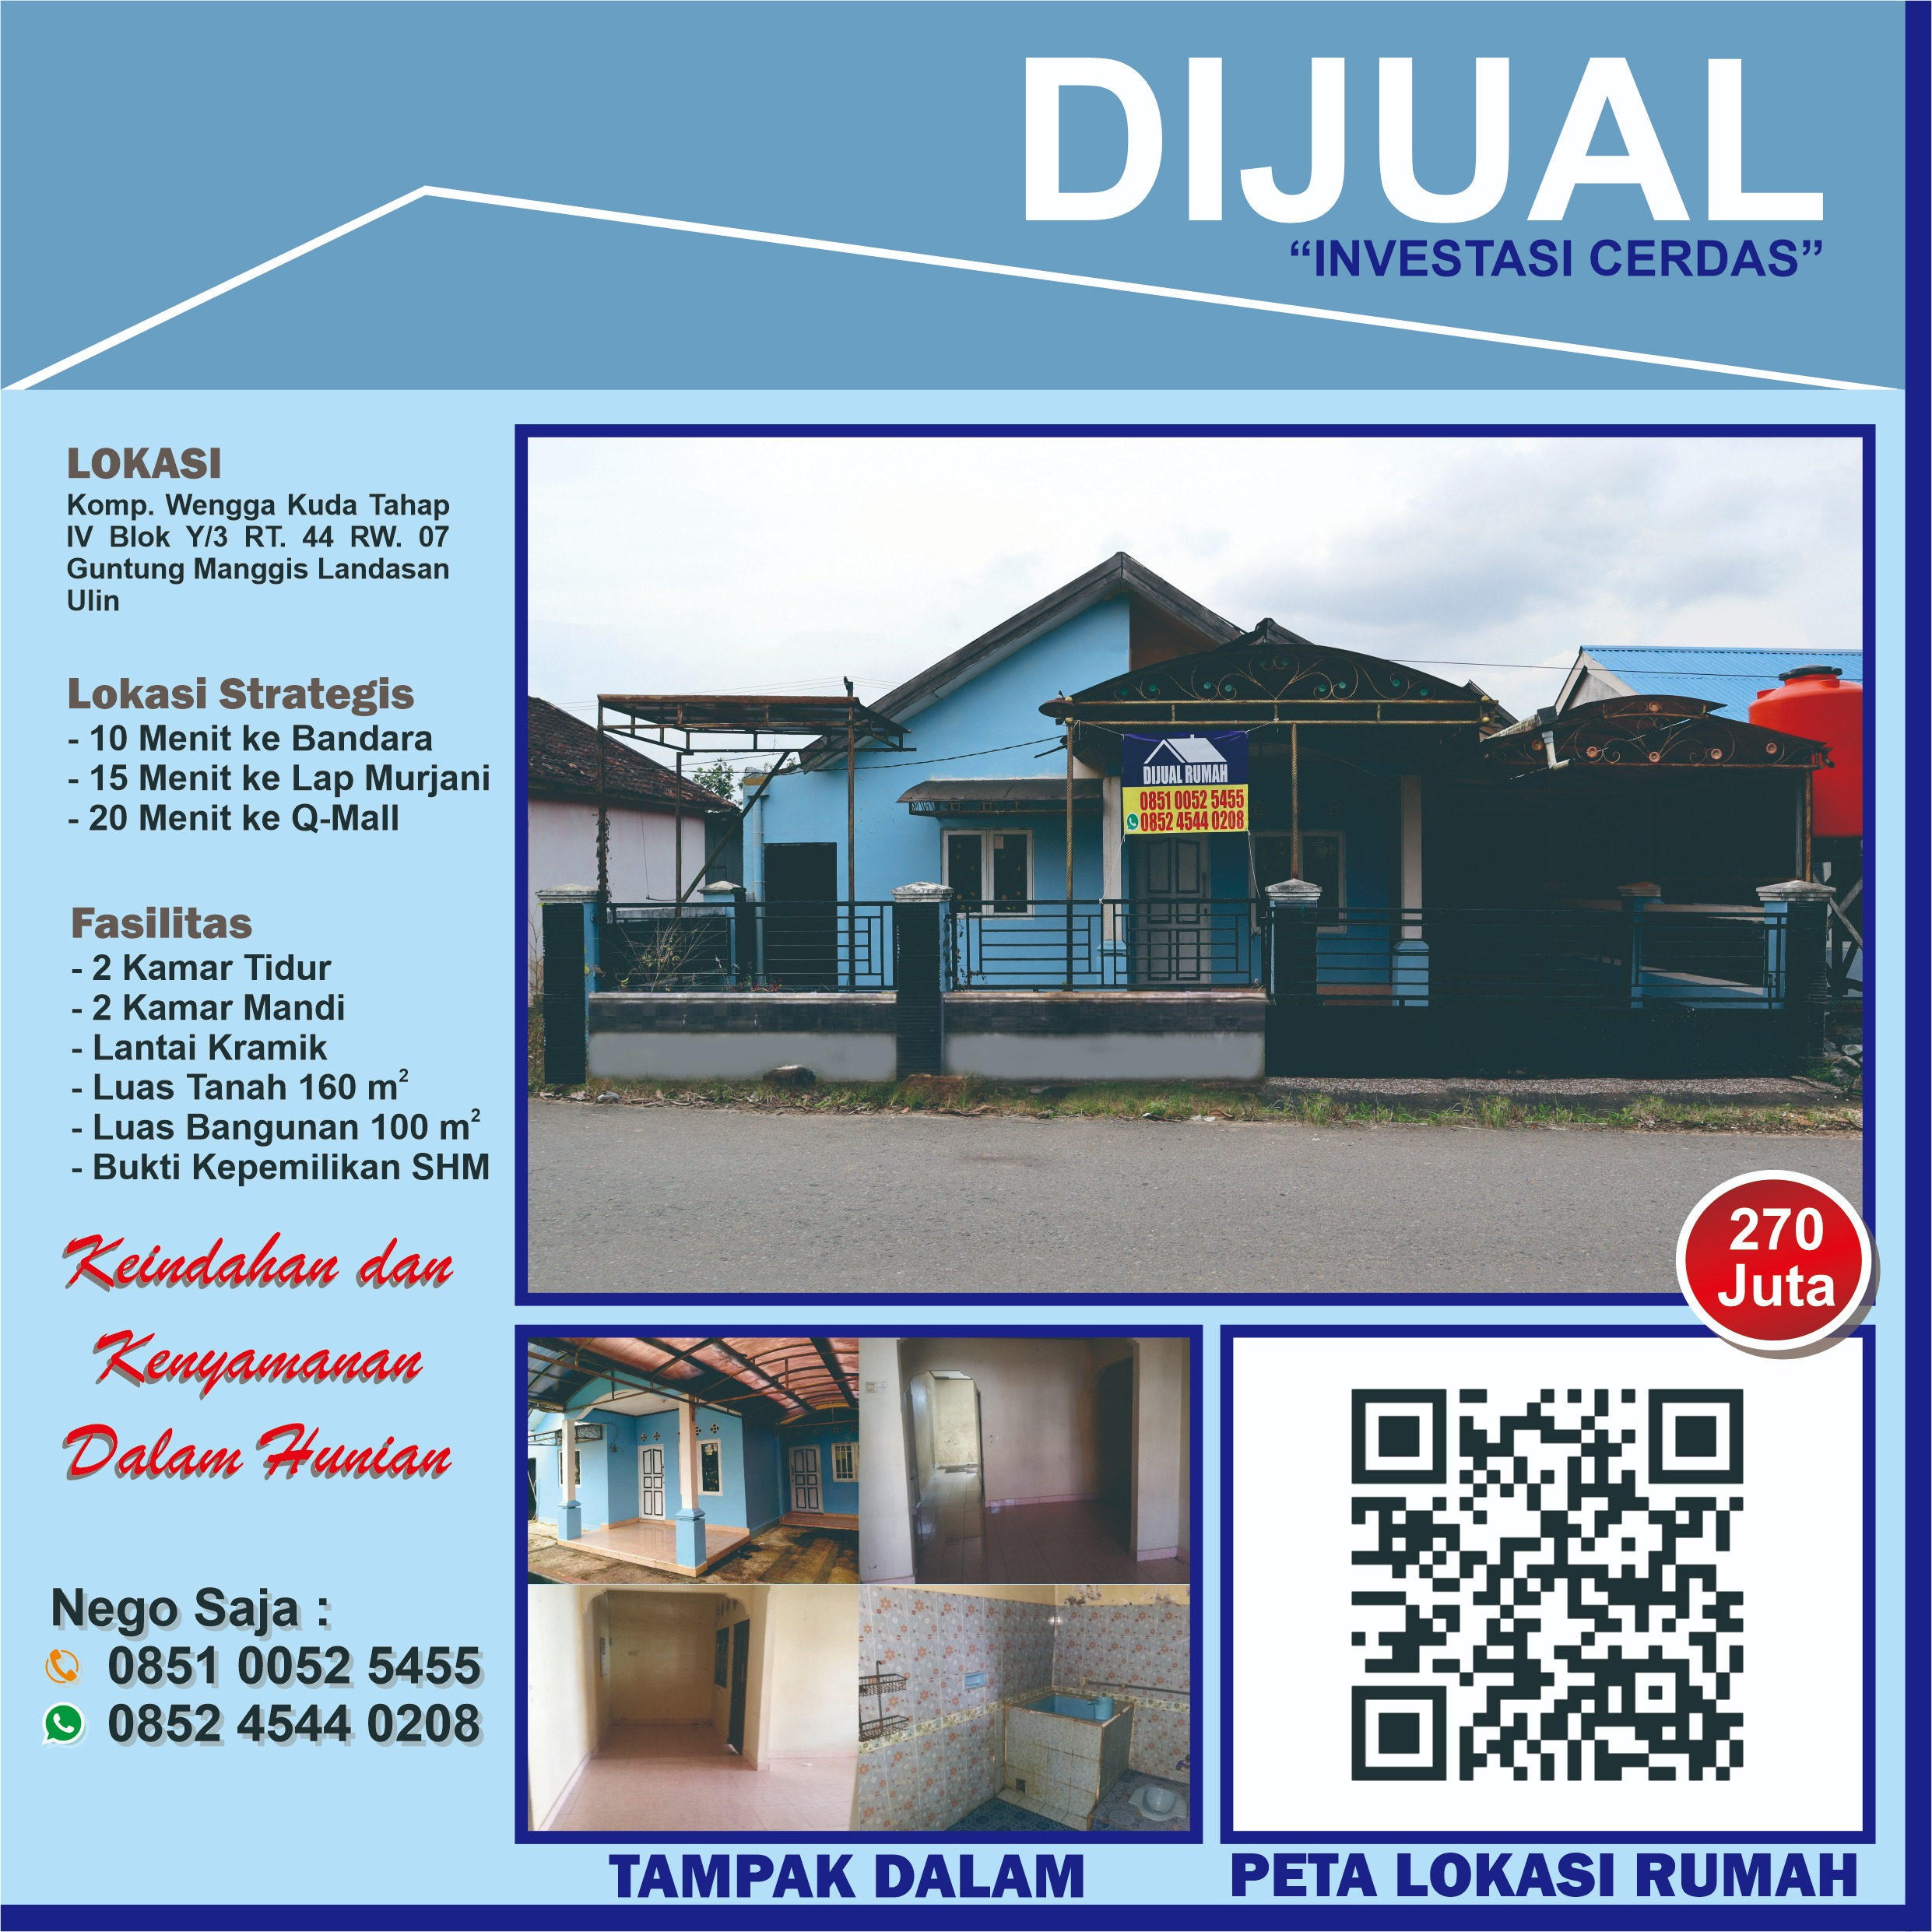 DIJUAL
“INVESTASI CERDAS”
LOKASI
Komp. Wengga Kuda Tahap
IV Blok Y/3 RT. 44 RW. 07
Guntung Manggis Landasan
Ulin
Lokasi Strategis
- 10 Menit ke Bandara
- 15 Menit ke Lap Murjani
- 20 Menit ke Q-Mall
Fasilitas
- 2 Kamar Tidur
- 2 Kamar Mandi
- Lantai Kramik
- Luas Tanah 160 m²
- Luas Bangunan 100 m²
- Bukti Kepemilikan SHM
Keindahan dan
Kenyamanan
Dalam Hunian
Nego Saja :
0851 0052 5455
0852 4544 0208
DIJUAL RUMAH
0851 0052 5455
0852 4544 0208
270
Juta
TAMPAK DALAM
PETA LOKASI RUMAH